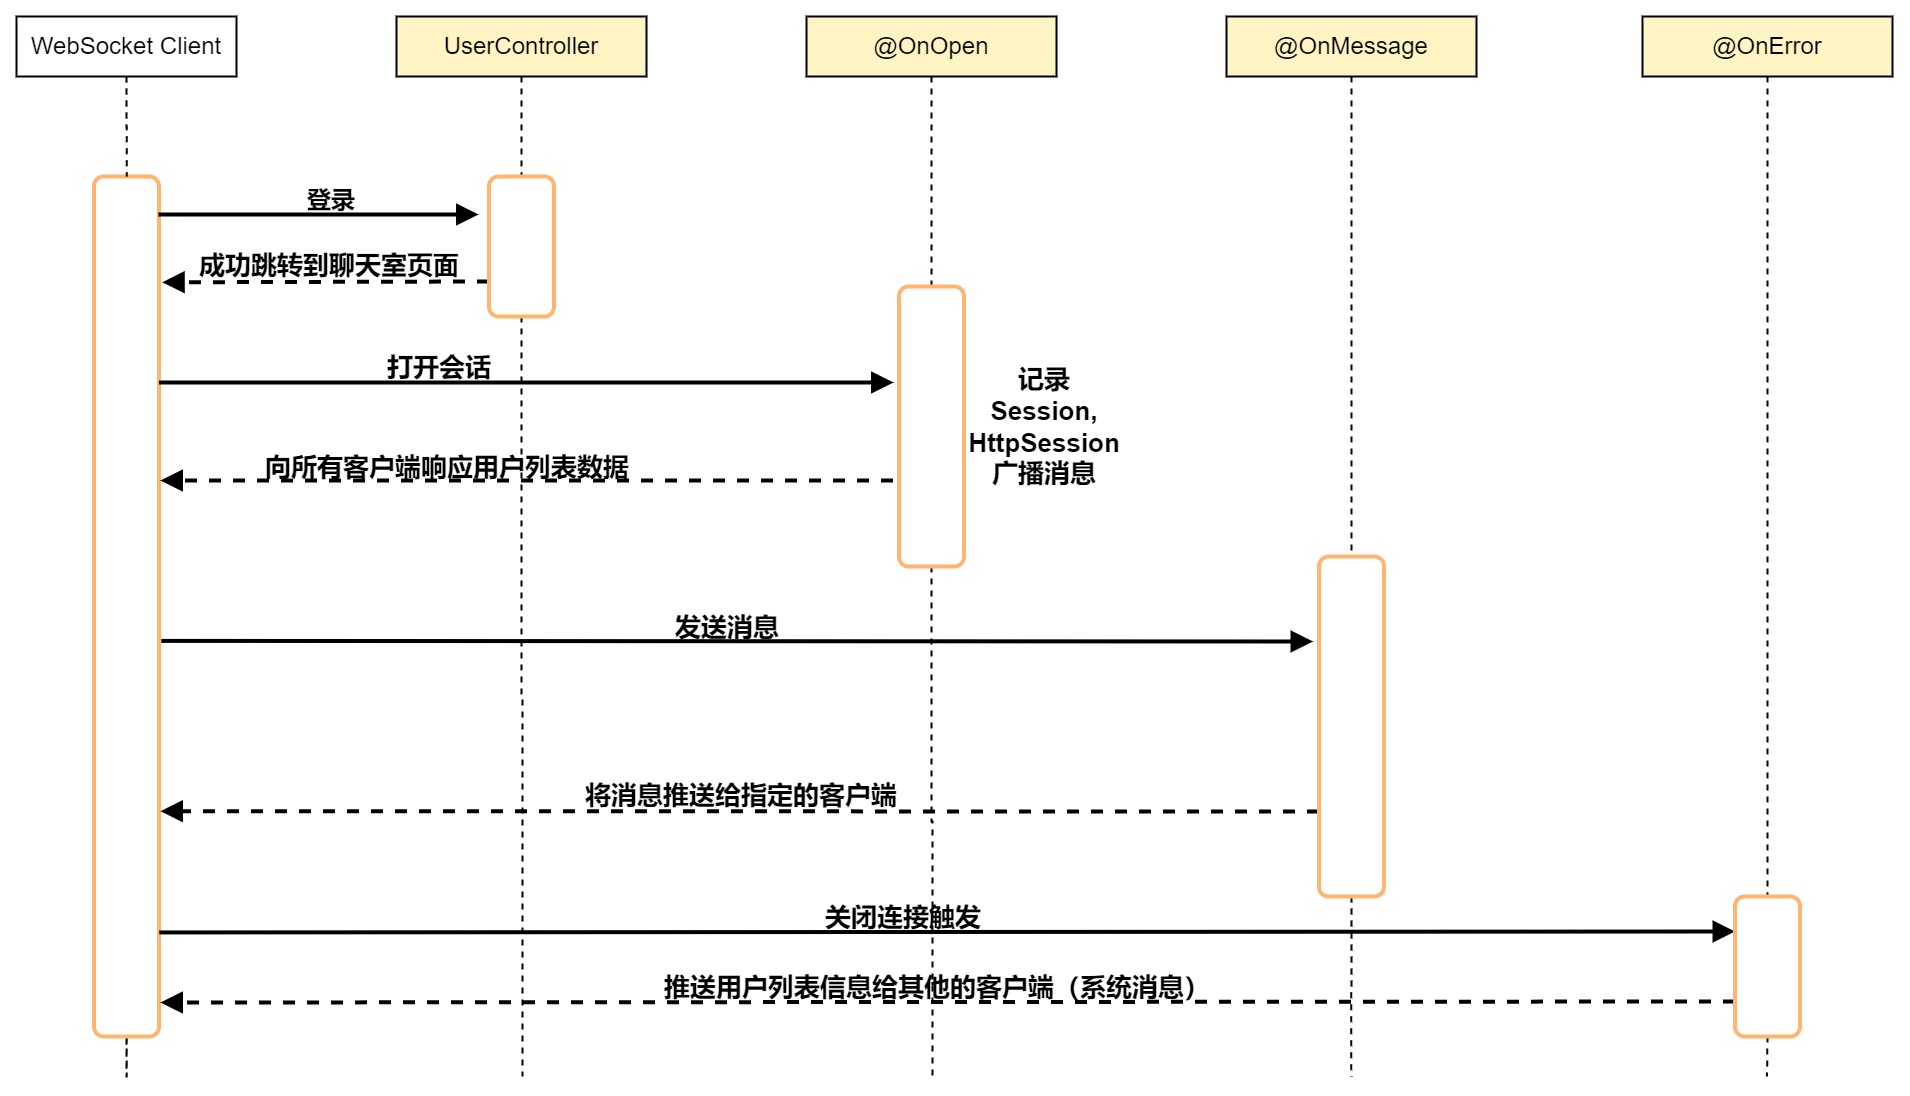 WebSocket Client
UserController
@OnOpen
@OnMessage
@OnError
登录
成功跳转到聊天室页面
打开会话
记录
Session,
HttpSession
广播消息
向所有客户端响应用户列表数据
发送消息
将消息推送给指定的客户端
关闭连接触发
推送用户列表信息给其他的客户端（系统消息）